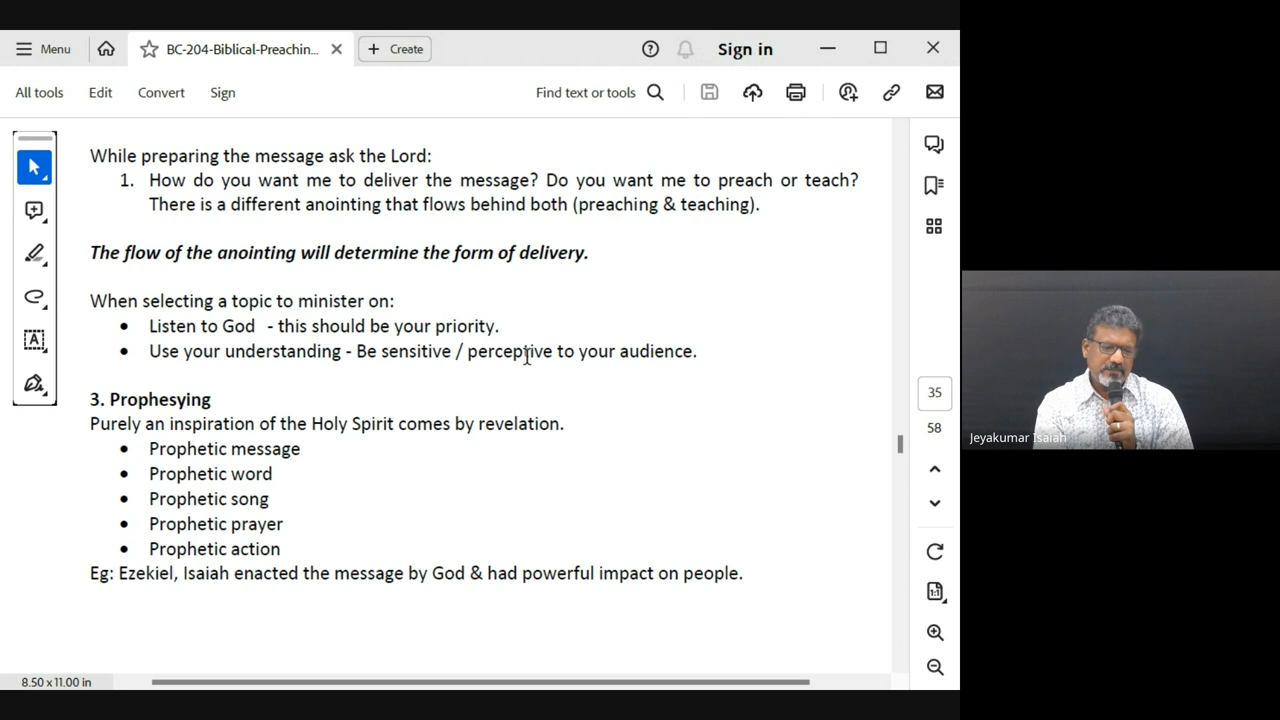 Menu
BC-204-Biblical-Preachin...
Create
Sign in
All tools
Edit
Convert
Sign
Find text or tools
While preparing the message ask the Lord:
1. How do you want me to deliver the message? Do you want me to preach or teach?
There is a different anointing that flows behind both (preaching & teaching).
The flow of the anointing will determine the form of delivery.
When selecting a topic to minister on:
• Listen to God - this should be your priority.
• Use your understanding - Be sensitive / perceptive to your audience.
3. Prophesying
Purely an inspiration of the Holy Spirit comes by revelation.
• Prophetic message
• Prophetic word
• Prophetic song
• Prophetic prayer
• Prophetic action
Eg: Ezekiel, Isaiah enacted the message by God & had powerful impact on people.
35
58
1:1
8.50 x 11.00 in
Jeyakumar Isaiah